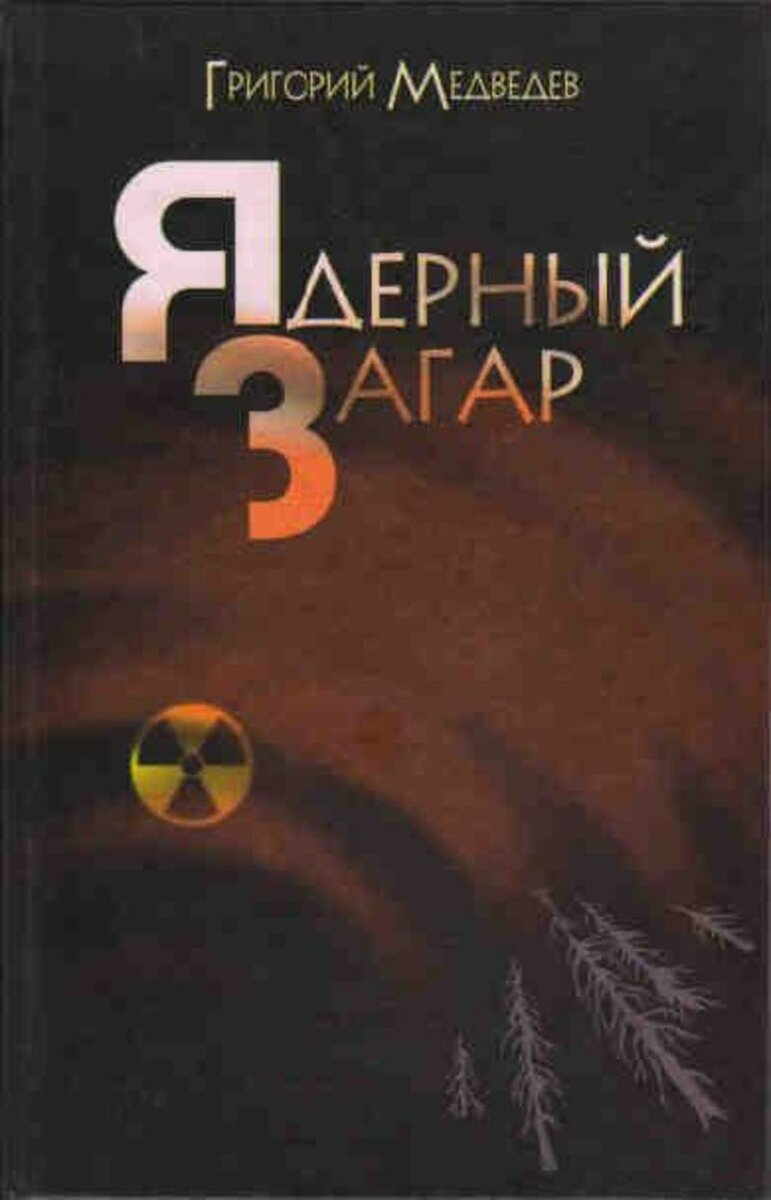 Григорий Медведев
Ядерный
Загар